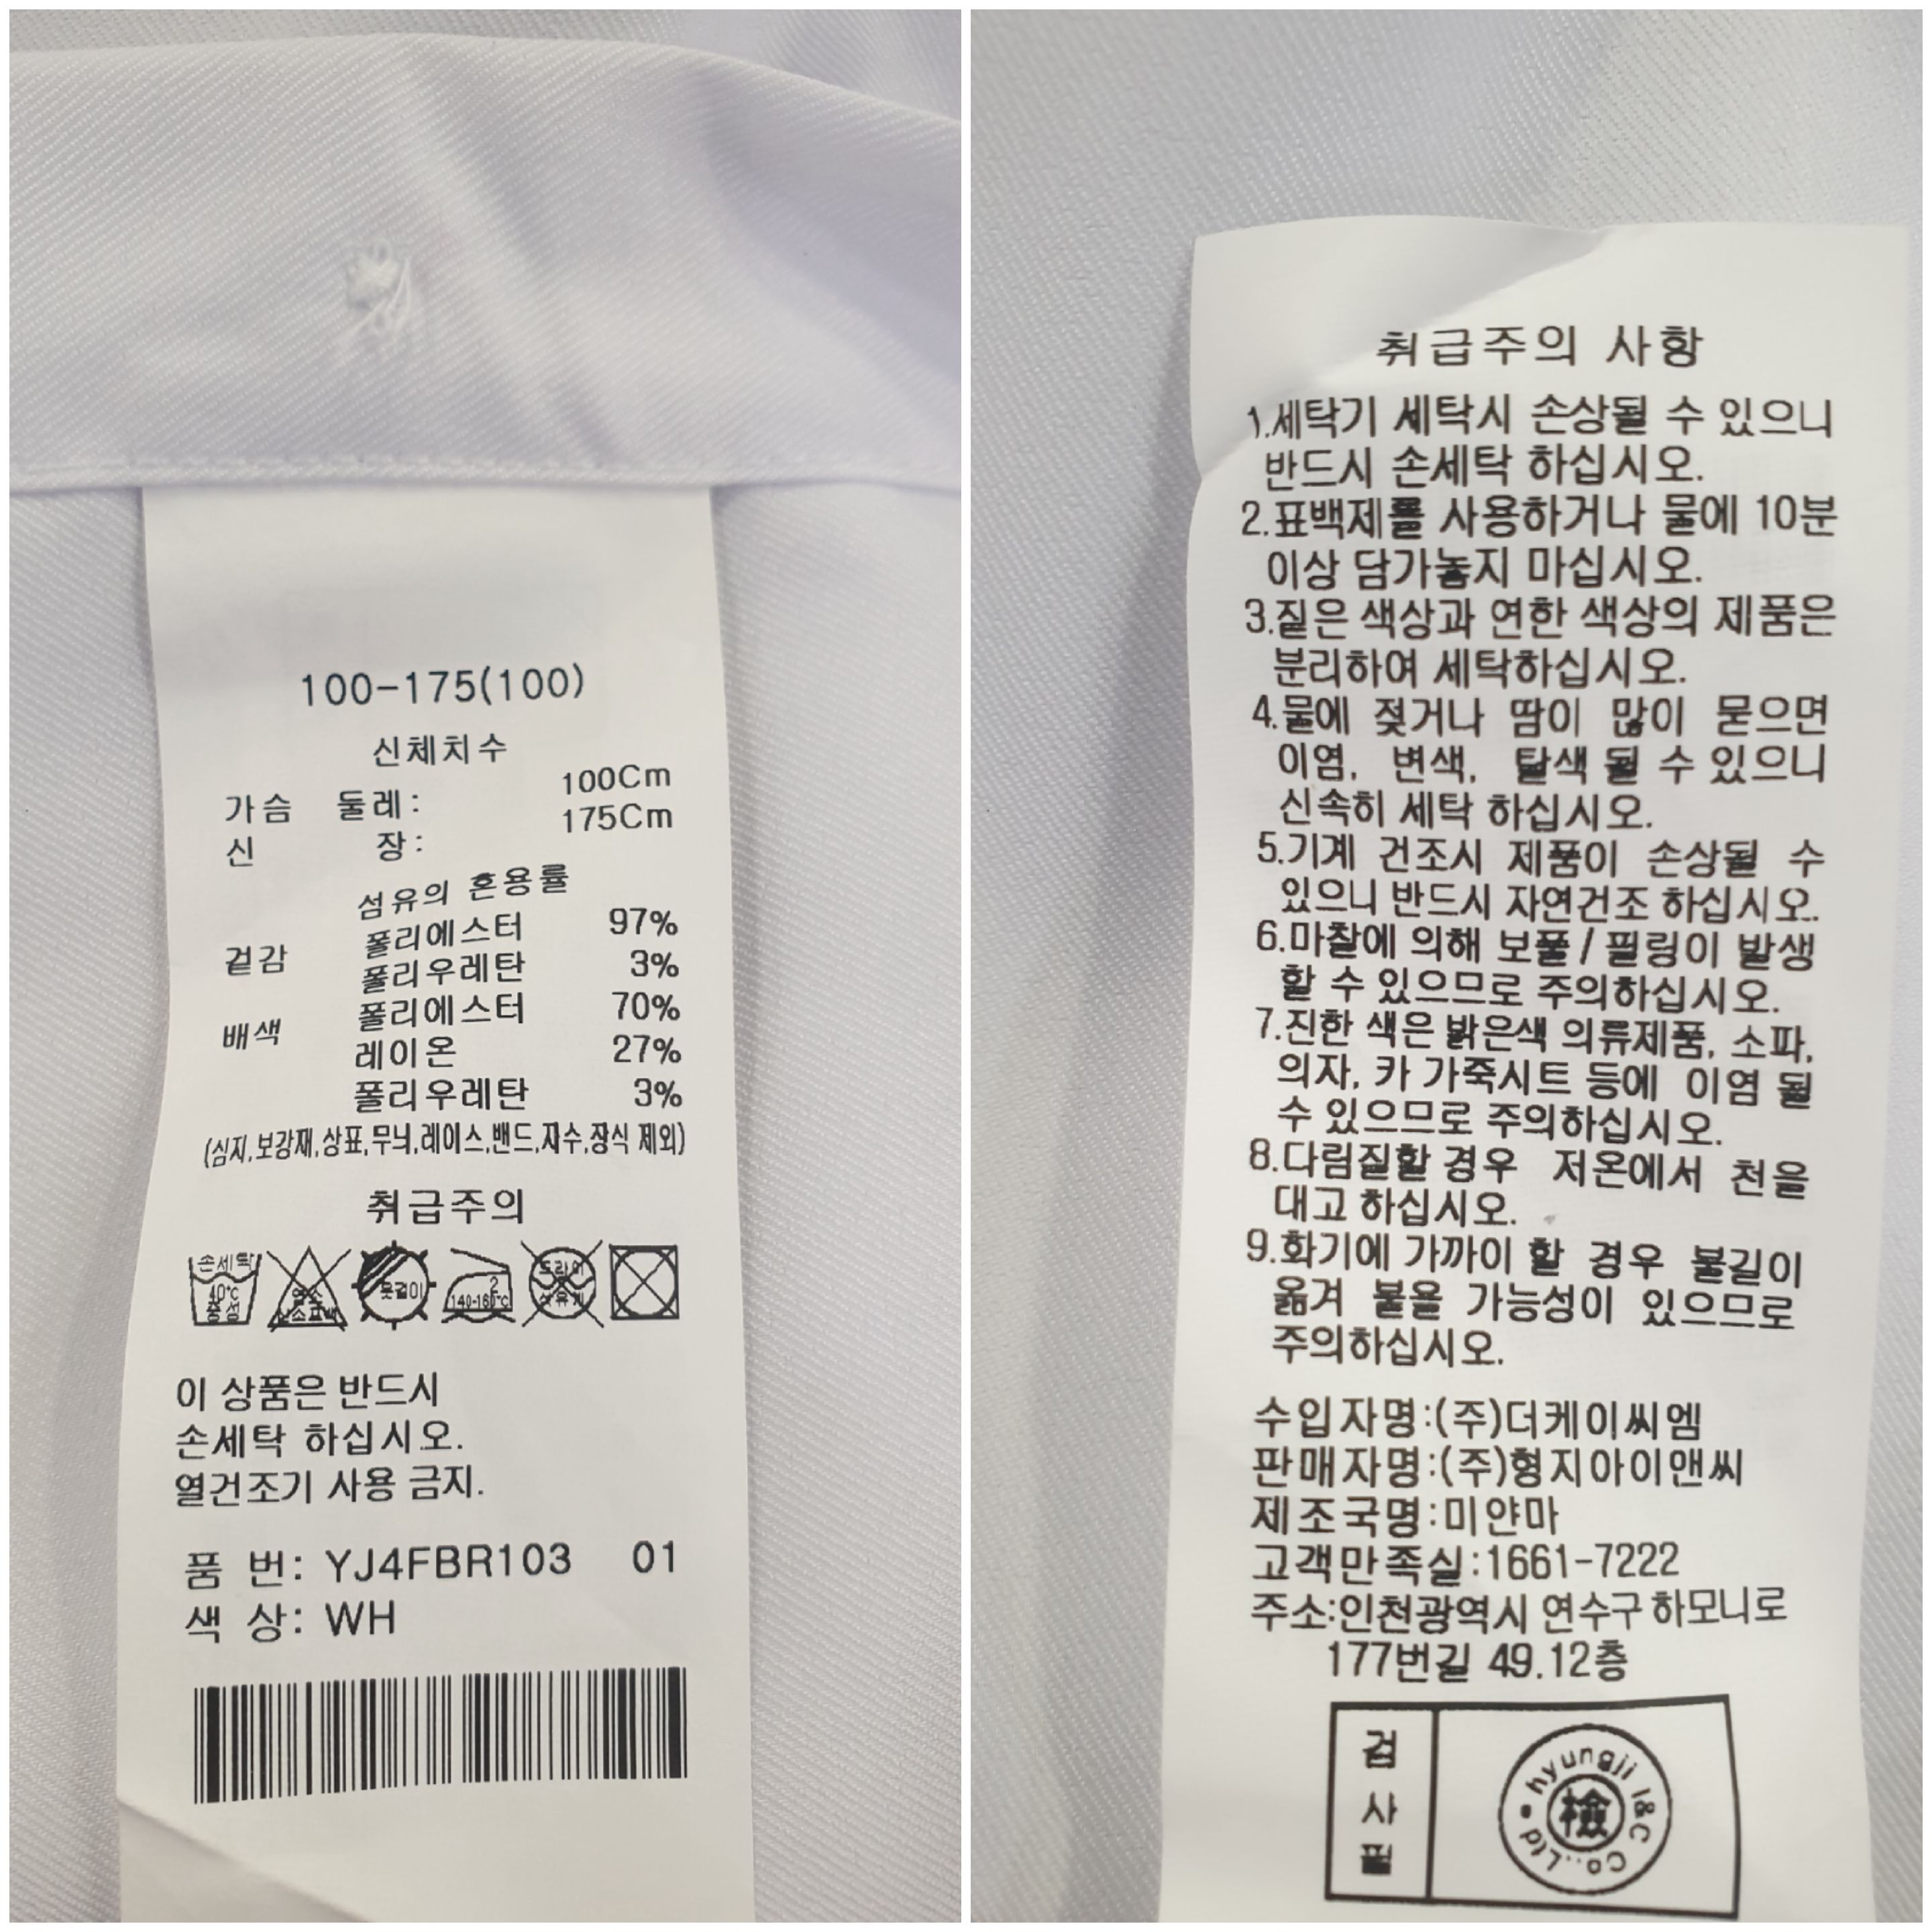 100-175(100)
신체치수
가슴 둘레: 100Cm
신 장: 175Cm
섬유의 혼용률
겉감 폴리에스터 97%
폴리우레탄 3%
배색 폴리에스터 70%
레이온 27%
폴리우레탄 3%
(심지,보강재,상표,무늬,레이스,밴드,자수,장식 제외)
취급주의
손세탁 40℃ 중성
염소 산소표백
옷걸이
2 140-160℃
드라이 석유계
이 상품은 반드시
손세탁 하십시오.
열건조기 사용 금지.
품 번: YJ4FBR103 01
색 상: WH
취급주의 사항
1.세탁기 세탁시 손상될 수 있으니
반드시 손세탁 하십시오.
2.표백제를 사용하거나 물에 10분
이상 담가놓지 마십시오.
3.짙은 색상과 연한 색상의 제품은
분리하여 세탁하십시오.
4.물에 젖거나 땀이 많이 묻으면
이염, 변색, 탈색 될 수 있으니
신속히 세탁 하십시오.
5.기계 건조시 제품이 손상될 수
있으니 반드시 자연건조 하십시오.
6.마찰에 의해 보풀/필링이 발생
할 수 있으므로 주의하십시오.
7.진한 색은 밝은색 의류제품, 소파,
의자, 카 가죽시트 등에 이염 될
수 있으므로 주의하십시오.
8.다림질할 경우 저온에서 천을
대고 하십시오.
9.화기에 가까이 할 경우 불길이
옮겨 붙을 가능성이 있으므로
주의하십시오.
수입자명:(주)더케이씨엠
판매자명:(주)형지아이앤씨
제조국명:미얀마
고객만족실:1661-7222
주소:인천광역시 연수구 하모니로
177번길 49.12층
검사필
hyungji I&C Co.,Ltd
檢